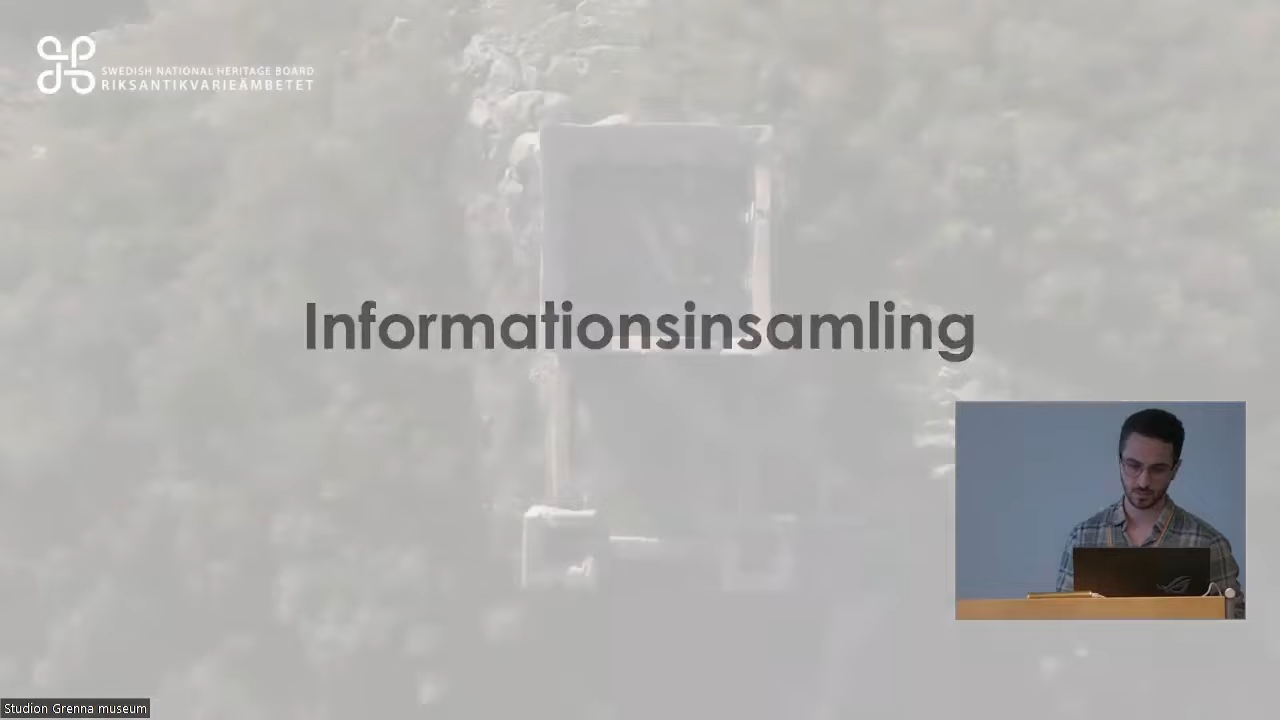 SWEDISH NATIONAL HERITAGE BOARD
RIKSANTIKVARIEÄMBETET
Informationsinsamling
Studion Grenna museum